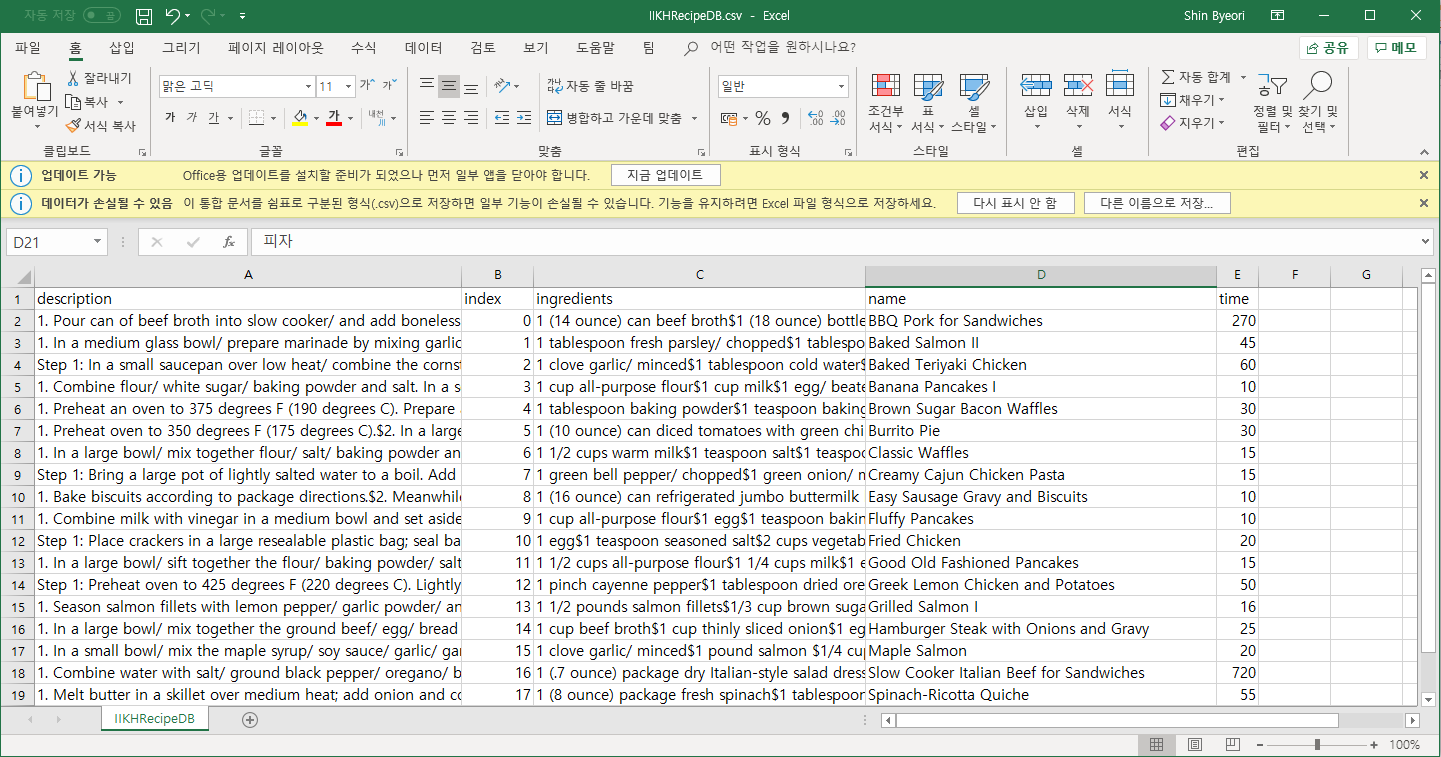 자동 저장
IIKHRecipeDB.csv - Excel
Shin Byeori
파일 홈 삽입 그리기 페이지 레이아웃 수식 데이터 검토 보기 도움말 팀 어떤 작업을 원하시나요? 공유 메모
붙여넣기 잘라내기 복사 서식 복사
맑은 고딕 11 가 가
가 가 가 가 내천
자동 줄 바꿈
병합하고 가운데 맞춤
일반
% 9 .00
조건부 서식 표 서식 셀 스타일
삽입 삭제 서식
자동 합계 채우기 지우기
정렬 및 필터 찾기 및 선택
클립보드 글꼴 맞춤 표시 형식 스타일 셀 편집
업데이트 가능 Office용 업데이트를 설치할 준비가 되었으나 먼저 일부 앱을 닫아야 합니다. 지금 업데이트
데이터가 손실될 수 있음 이 통합 문서를 쉼표로 구분된 형식(.csv)으로 저장하면 일부 기능이 손실될 수 있습니다. 기능을 유지하려면 Excel 파일 형식으로 저장하세요. 다시 표시 안 함 다른 이름으로 저장...
D21 fx 피자
A B C D E F G
1 description index ingredients name time
2 1. Pour can of beef broth into slow cooker/ and add boneless 0 1 (14 ounce) can beef broth$1 (18 ounce) bottle BBQ Pork for Sandwiches 270
3 1. In a medium glass bowl/ prepare marinade by mixing garlic 1 1 tablespoon fresh parsley/ chopped$1 tablespo Baked Salmon II 45
4 Step 1: In a small saucepan over low heat/ combine the cornst 2 1 clove garlic/ minced$1 tablespoon cold water$ Baked Teriyaki Chicken 60
5 1. Combine flour/ white sugar/ baking powder and salt. In a s 3 1 cup all-purpose flour$1 cup milk$1 egg/ beate Banana Pancakes I 10
6 1. Preheat an oven to 375 degrees F (190 degrees C). Prepare 4 1 tablespoon baking powder$1 teaspoon baking Brown Sugar Bacon Waffles 30
7 1. Preheat oven to 350 degrees F (175 degrees C).$2. In a large 5 1 (10 ounce) can diced tomatoes with green chi Burrito Pie 30
8 1. In a large bowl/ mix together flour/ salt/ baking powder an 6 1 1/2 cups warm milk$1 teaspoon salt$1 teaspoo Classic Waffles 15
9 Step 1: Bring a large pot of lightly salted water to a boil. Add 7 1 green bell pepper/ chopped$1 green onion/ m Creamy Cajun Chicken Pasta 15
10 1. Bake biscuits according to package directions.$2. Meanwhile 8 1 (16 ounce) can refrigerated jumbo buttermilk Easy Sausage Gravy and Biscuits 10
11 1. Combine milk with vinegar in a medium bowl and set aside 9 1 cup all-purpose flour$1 egg$1 teaspoon bakin Fluffy Pancakes 10
12 Step 1: Place crackers in a large resealable plastic bag; seal ba 10 1 egg$1 teaspoon seasoned salt$2 cups vegetab Fried Chicken 20
13 1. In a large bowl/ sift together the flour/ baking powder/ salt 11 1 1/2 cups all-purpose flour$1 1/4 cups milk$1 e Good Old Fashioned Pancakes 15
14 Step 1: Preheat oven to 425 degrees F (220 degrees C). Lightly 12 1 pinch cayenne pepper$1 tablespoon dried ore Greek Lemon Chicken and Potatoes 50
15 1. Season salmon fillets with lemon pepper/ garlic powder/ an 13 1 1/2 pounds salmon fillets$1/3 cup brown suga Grilled Salmon I 16
16 1. In a large bowl/ mix together the ground beef/ egg/ bread 14 1 cup beef broth$1 cup thinly sliced onion$1 eg Hamburger Steak with Onions and Gravy 25
17 1. In a small bowl/ mix the maple syrup/ soy sauce/ garlic/ gar 15 1 clove garlic/ minced$1 pound salmon $1/4 cu Maple Salmon 20
18 1. Combine water with salt/ ground black pepper/ oregano/ b 16 1 (.7 ounce) package dry Italian-style salad dress Slow Cooker Italian Beef for Sandwiches 720
19 1. Melt butter in a skillet over medium heat; add onion and co 17 1 (8 ounce) package fresh spinach$1 tablespoon Spinach-Ricotta Quiche 55
IIKHRecipeDB
100%